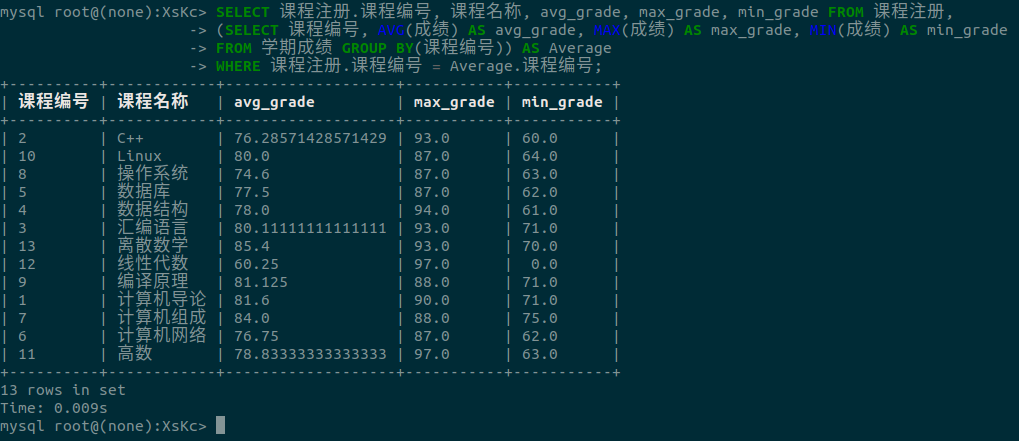 mysql root@(none):XsKc> SELECT 课程注册.课程编号, 课程名称, avg_grade, max_grade, min_grade FROM 课程注册,
-> (SELECT 课程编号, AVG(成绩) AS avg_grade, MAX(成绩) AS max_grade, MIN(成绩) AS min_grade
-> FROM 学期成绩 GROUP BY(课程编号)) AS Average
-> WHERE 课程注册.课程编号 = Average.课程编号;
+----------+------------+-------------------+-----------+-----------+
| 课程编号 | 课程名称 | avg_grade | max_grade | min_grade |
+----------+------------+-------------------+-----------+-----------+
| 2 | C++ | 76.28571428571429 | 93.0 | 60.0 |
| 10 | Linux | 80.0 | 87.0 | 64.0 |
| 8 | 操作系统 | 74.6 | 87.0 | 63.0 |
| 5 | 数据库 | 77.5 | 87.0 | 62.0 |
| 4 | 数据结构 | 78.0 | 94.0 | 61.0 |
| 3 | 汇编语言 | 80.11111111111111 | 93.0 | 71.0 |
| 13 | 离散数学 | 85.4 | 93.0 | 70.0 |
| 12 | 线性代数 | 60.25 | 97.0 | 0.0 |
| 9 | 编译原理 | 81.125 | 88.0 | 71.0 |
| 1 | 计算机导论 | 81.6 | 90.0 | 71.0 |
| 7 | 计算机组成 | 84.0 | 88.0 | 75.0 |
| 6 | 计算机网络 | 76.75 | 87.0 | 62.0 |
| 11 | 高数 | 78.83333333333333 | 97.0 | 63.0 |
+----------+------------+-------------------+-----------+-----------+
13 rows in set
Time: 0.009s
mysql root@(none):XsKc>